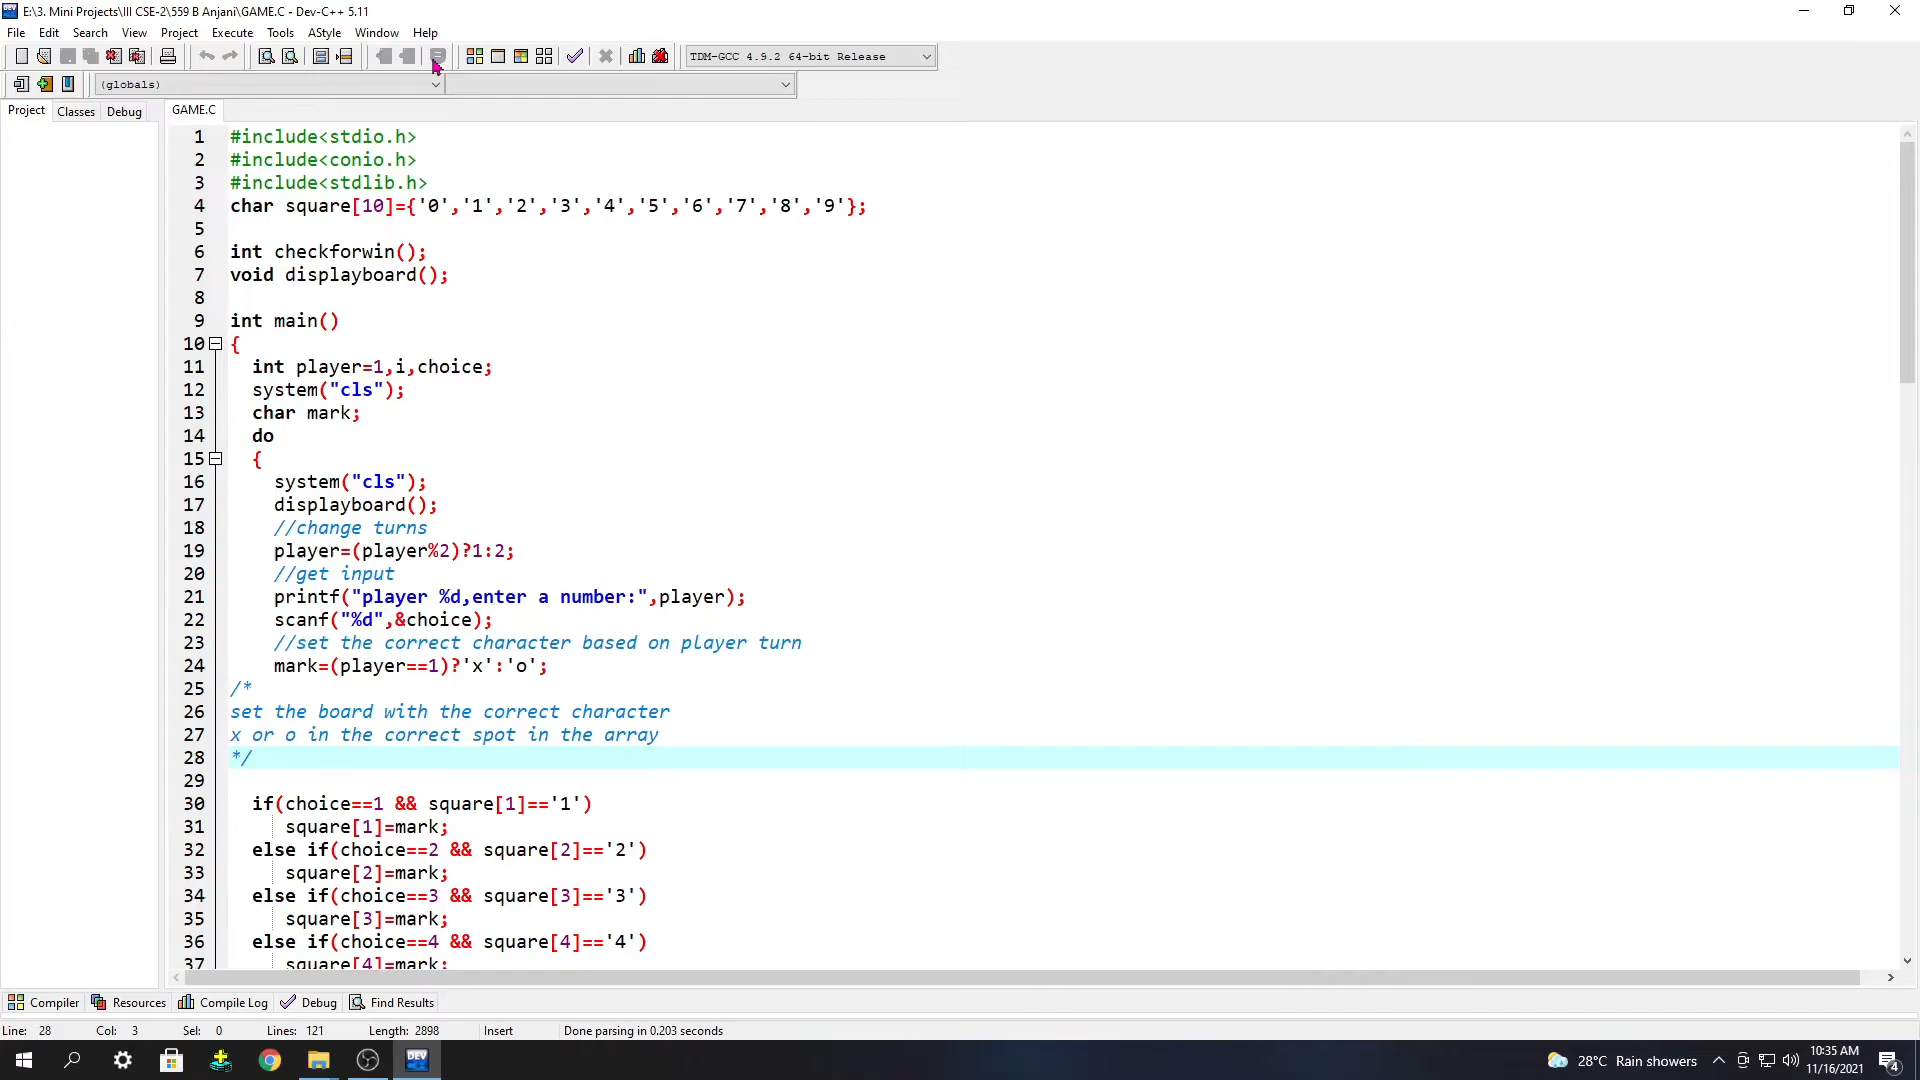 E:\3. Mini Projects\III CSE-2\559 B Anjani\GAME.C - Dev-C++ 5.11
File Edit Search View Project Execute Tools AStyle Window Help
TDM-GCC 4.9.2 64-bit Release
(globals)
Project Classes Debug GAME.C
1 #include<stdio.h>
2 #include<conio.h>
3 #include<stdlib.h>
4 char square[10]={'0','1','2','3','4','5','6','7','8','9'};
5
6 int checkforwin();
7 void displayboard();
8
9 int main()
10 {
11 int player=1,i,choice;
12 system("cls");
13 char mark;
14 do
15 {
16 system("cls");
17 displayboard();
18 //change turns
19 player=(player%2)?1:2;
20 //get input
21 printf("player %d,enter a number:",player);
22 scanf("%d",&choice);
23 //set the correct character based on player turn
24 mark=(player==1)?'x':'o';
25 /*
26 set the board with the correct character
27 x or o in the correct spot in the array
28 */
29
30 if(choice==1 && square[1]=='1')
31 square[1]=mark;
32 else if(choice==2 && square[2]=='2')
33 square[2]=mark;
34 else if(choice==3 && square[3]=='3')
35 square[3]=mark;
36 else if(choice==4 && square[4]=='4')
37 square[4]=mark;
Compiler Resources Compile Log Debug Find Results
Line: 28 Col: 3 Sel: 0 Lines: 121 Length: 2898 Insert Done parsing in 0.203 seconds
DEV
28°C Rain showers
10:35 AM
11/16/2021
4